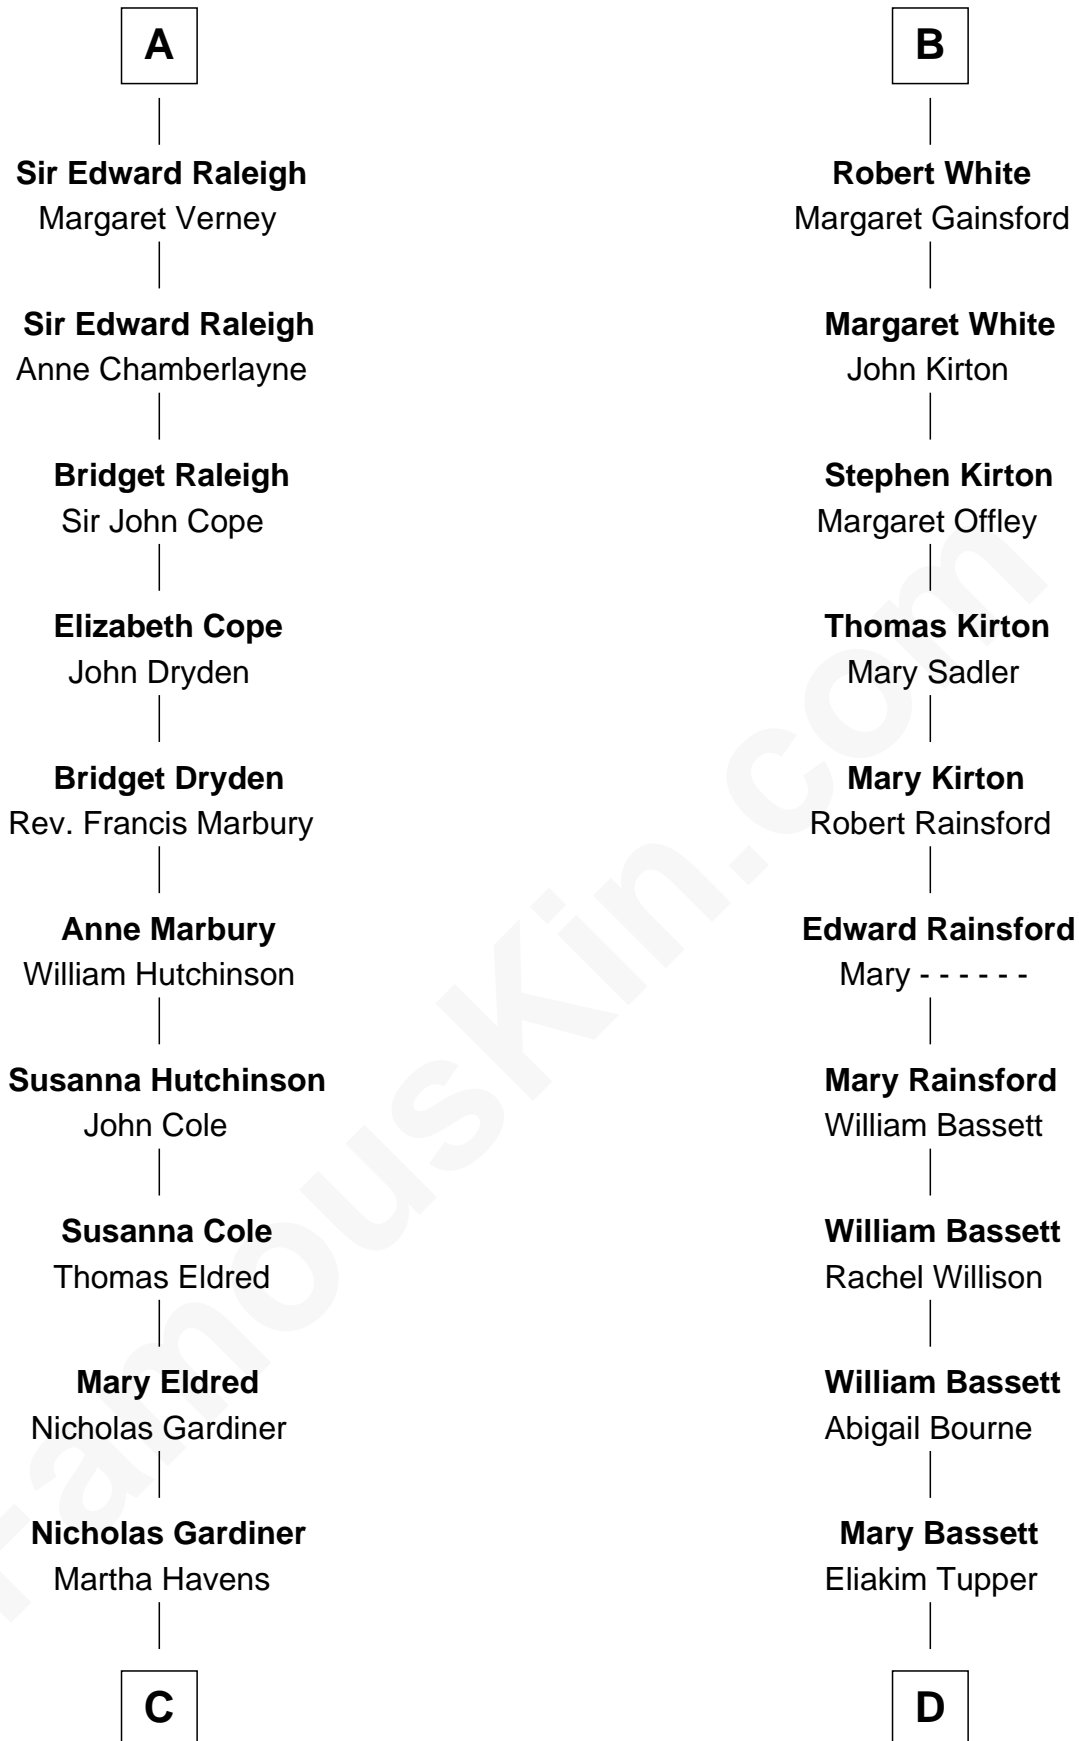 A
Sir Edward Raleigh
Margaret Verney
Sir Edward Raleigh
Anne Chamberlayne
Bridget Raleigh
Sir John Cope
Elizabeth Cope
John Dryden
Bridget Dryden
Rev. Francis Marbury
Anne Marbury
William Hutchinson
Susanna Hutchinson
John Cole
Susanna Cole
Thomas Eldred
Mary Eldred
Nicholas Gardiner
Nicholas Gardiner
Martha Havens
C
B
Robert White
Margaret Gainsford
Margaret White
John Kirton
Stephen Kirton
Margaret Offley
Thomas Kirton
Mary Sadler
Mary Kirton
Robert Rainsford
Edward Rainsford
Mary - - - - - -
Mary Rainsford
William Bassett
William Bassett
Rachel Willison
William Bassett
Abigail Bourne
Mary Bassett
Eliakim Tupper
D
FamousKin.com